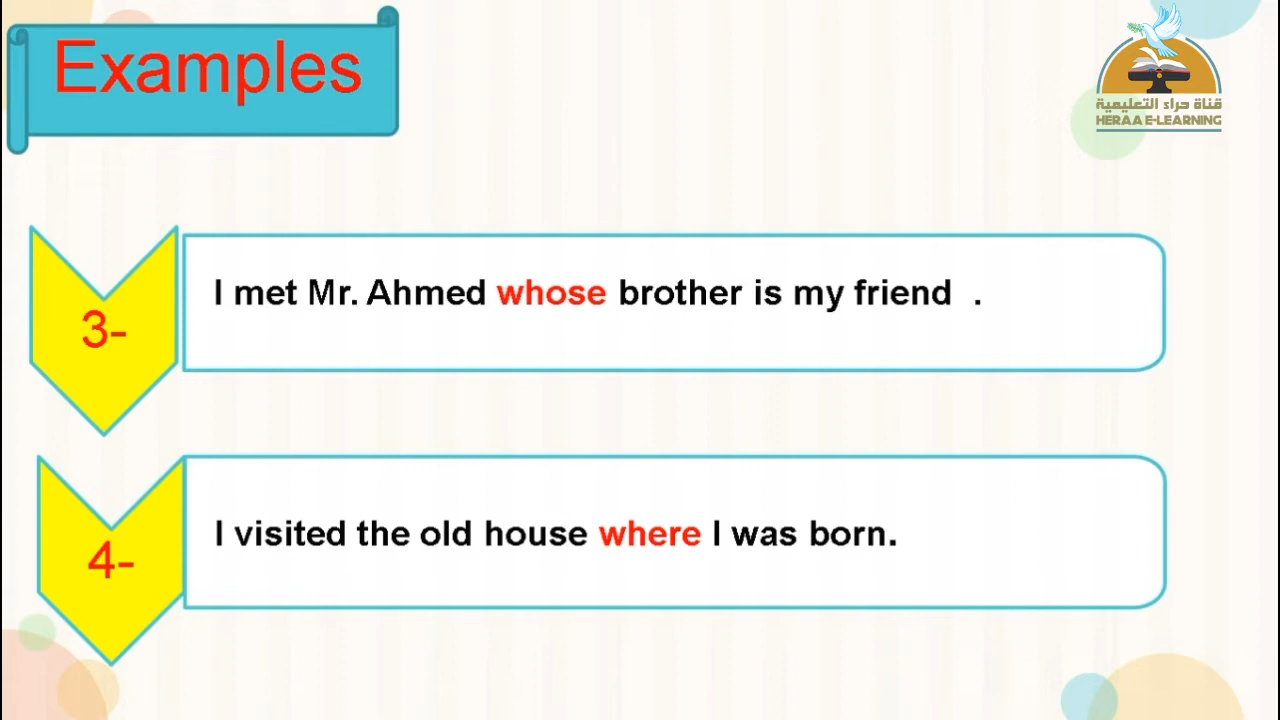 Examples
قناة حراء التعليمية
HERAA E-LEARNING
3-
I met Mr. Ahmed whose brother is my friend .
4-
I visited the old house where I was born.